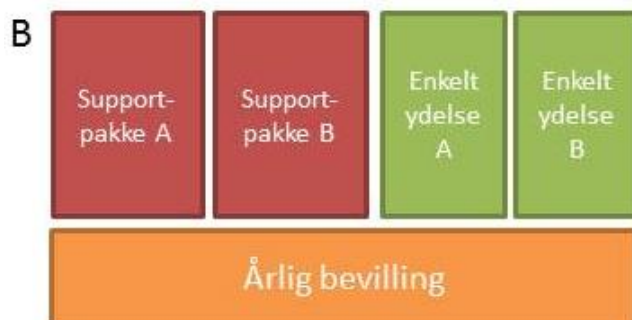 B
Support-
pakke A
Support-
pakke B
Enkelt
ydelse
A
Enkelt
ydelse
B
Årlig bevilling